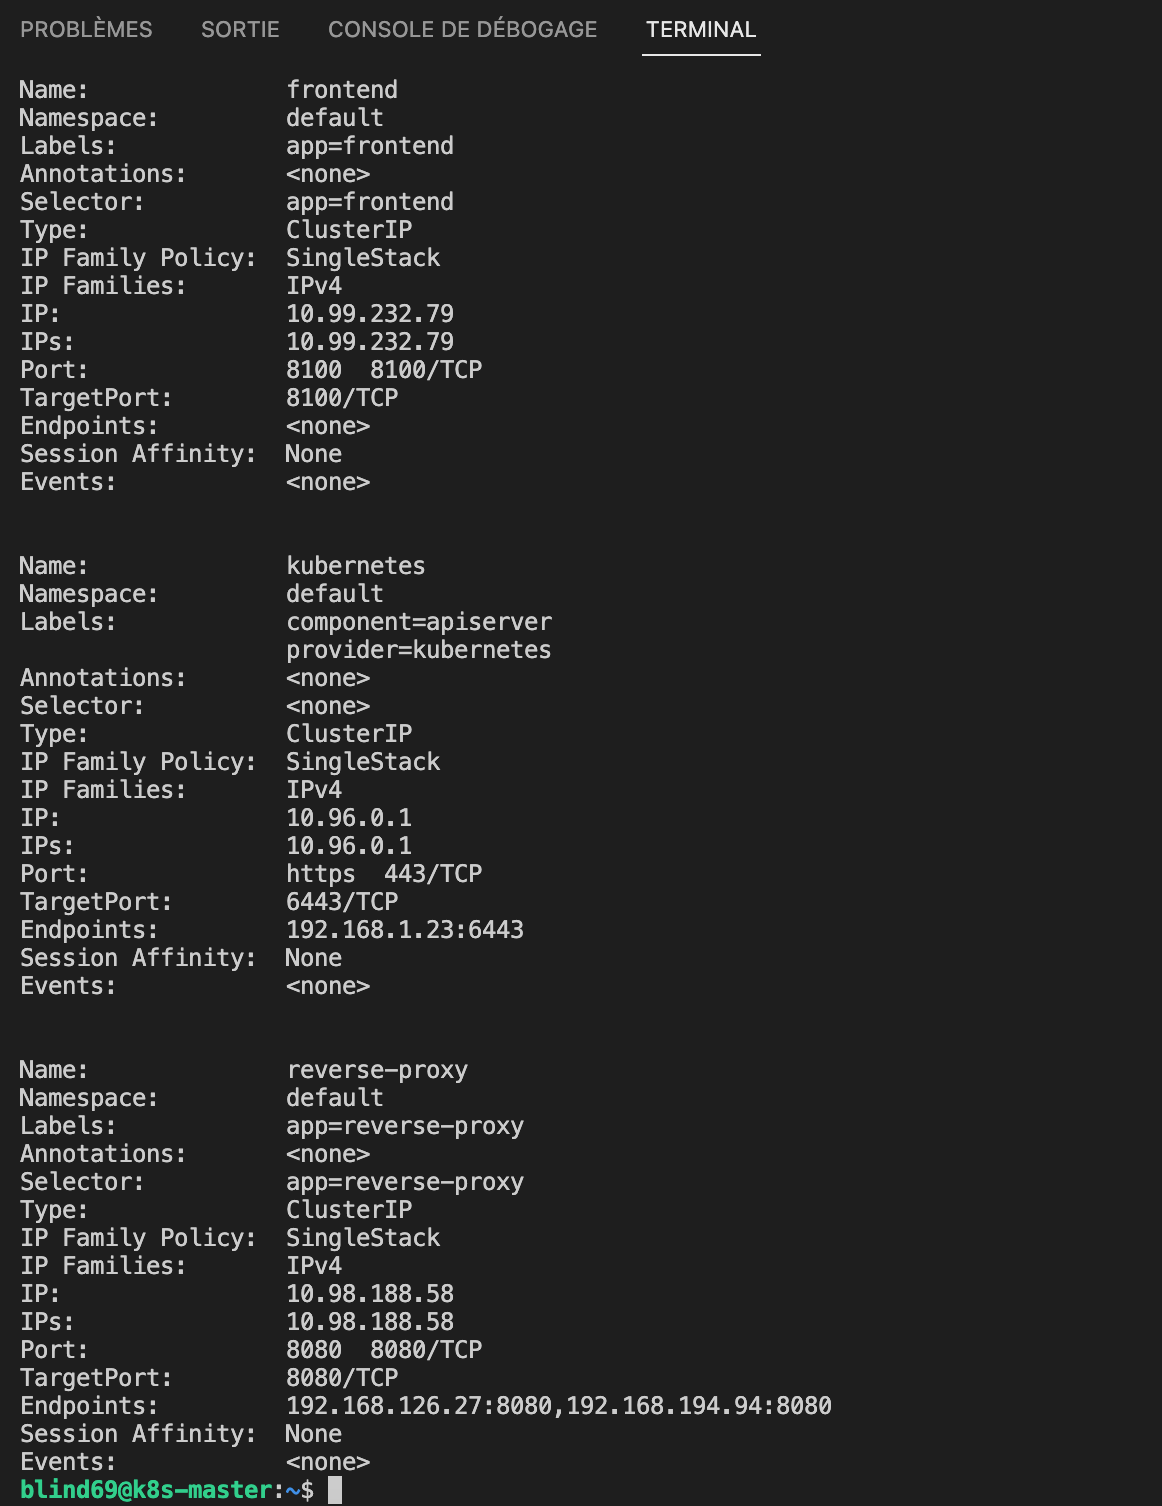 PROBLÈMES SORTIE CONSOLE DE DÉBOGAGE TERMINAL
Name: frontend
Namespace: default
Labels: app=frontend
Annotations: <none>
Selector: app=frontend
Type: ClusterIP
IP Family Policy: SingleStack
IP Families: IPv4
IP: 10.99.232.79
IPs: 10.99.232.79
Port: 8100 8100/TCP
TargetPort: 8100/TCP
Endpoints: <none>
Session Affinity: None
Events: <none>
Name: kubernetes
Namespace: default
Labels: component=apiserver
provider=kubernetes
Annotations: <none>
Selector: <none>
Type: ClusterIP
IP Family Policy: SingleStack
IP Families: IPv4
IP: 10.96.0.1
IPs: 10.96.0.1
Port: https 443/TCP
TargetPort: 6443/TCP
Endpoints: 192.168.1.23:6443
Session Affinity: None
Events: <none>
Name: reverse-proxy
Namespace: default
Labels: app=reverse-proxy
Annotations: <none>
Selector: app=reverse-proxy
Type: ClusterIP
IP Family Policy: SingleStack
IP Families: IPv4
IP: 10.98.188.58
IPs: 10.98.188.58
Port: 8080 8080/TCP
TargetPort: 8080/TCP
Endpoints: 192.168.126.27:8080,192.168.194.94:8080
Session Affinity: None
Events: <none>
blind69@k8s-master:~$